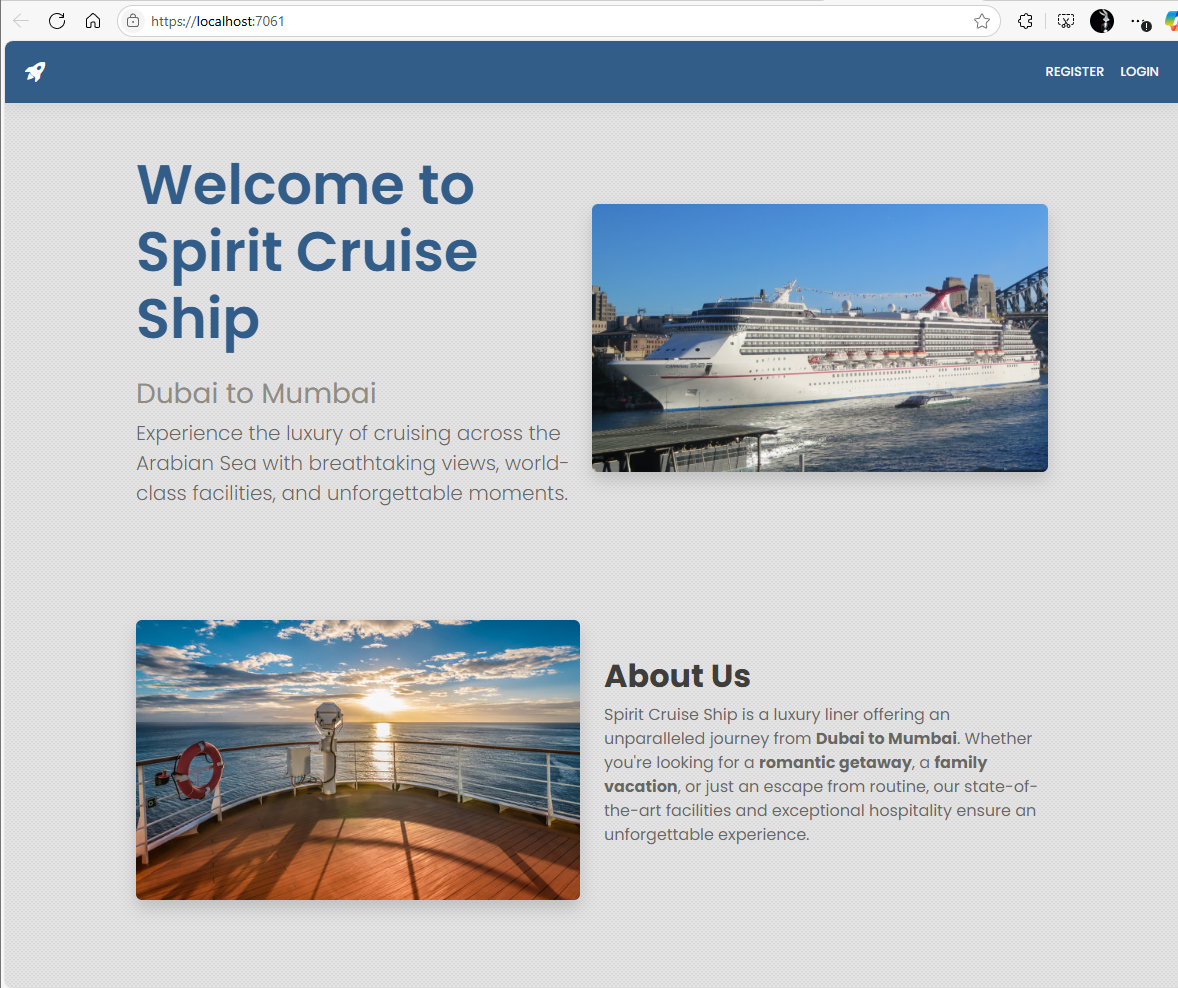 https://localhost:7061
REGISTER LOGIN
Welcome to
Spirit Cruise
Ship
Dubai to Mumbai
Experience the luxury of cruising across the
Arabian Sea with breathtaking views, world-
class facilities, and unforgettable moments.
About Us
Spirit Cruise Ship is a luxury liner offering an
unparalleled journey from Dubai to Mumbai. Whether
you're looking for a romantic getaway, a family
vacation, or just an escape from routine, our state-of-
the-art facilities and exceptional hospitality ensure an
unforgettable experience.